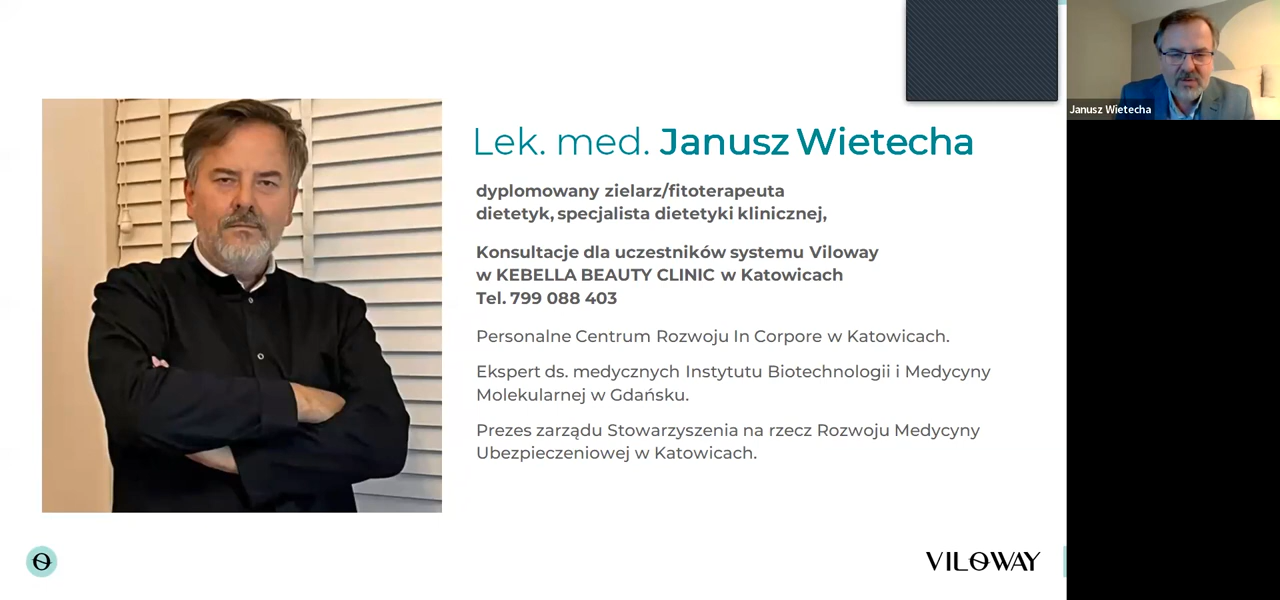 Janusz Wietecha
Lek. med. Janusz Wietecha
dyplomowany zielarz/fitoterapeuta
dietetyk, specjalista dietetyki klinicznej,
Konsultacje dla uczestników systemu Viloway
w KEBELLA BEAUTY CLINIC w Katowicach
Tel. 799 088 403
Personalne Centrum Rozwoju In Corpore w Katowicach.
Ekspert ds. medycznych Instytutu Biotechnologii i Medycyny
Molekularnej w Gdańsku.
Prezes zarządu Stowarzyszenia na rzecz Rozwoju Medycyny
Ubezpieczeniowej w Katowicach.
VILOWAY